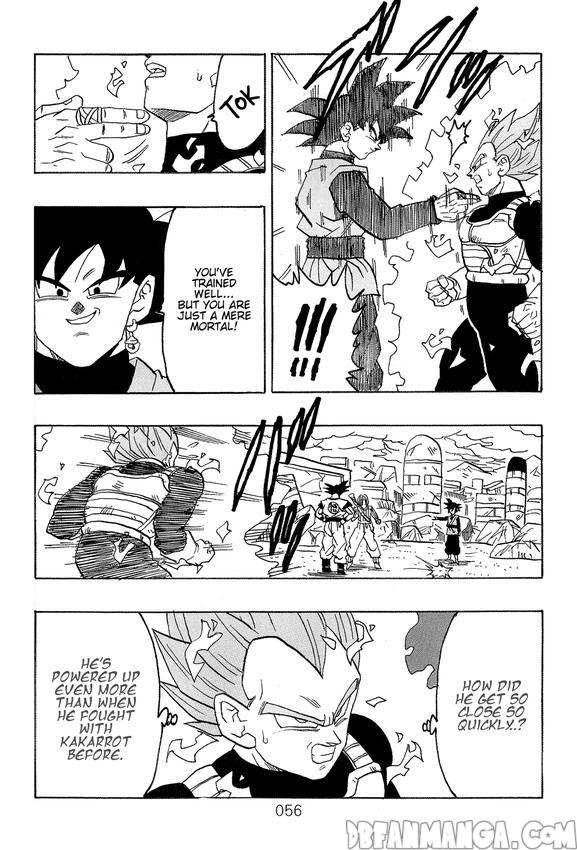 TOK
YOU'VE
TRAINED
WELL...
BUT YOU ARE
JUST A MERE
MORTAL!
HOW DID
HE GET SO
CLOSE SO
QUICKLY..?
HE'S
POWERED UP
EVEN MORE
THAN WHEN
HE FOUGHT
WITH
KAKARROT
BEFORE.
056
DBFANMANGA.COM